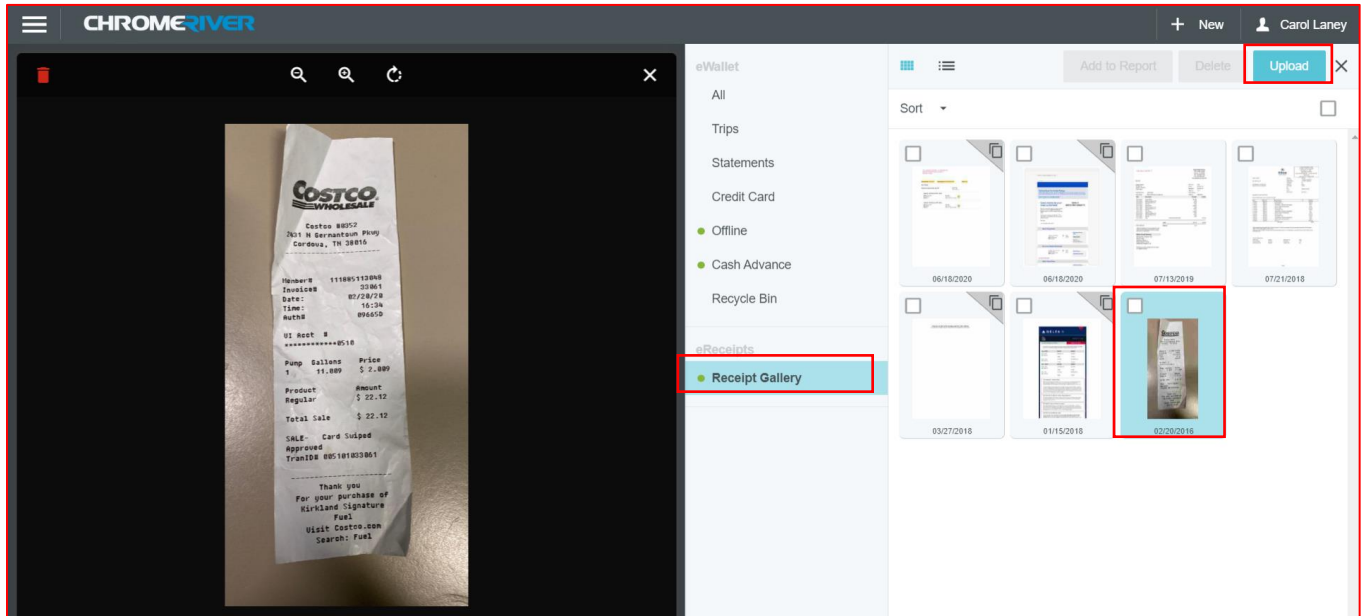 CHROMERIVER
+ New
Carol Laney
COSTCO
WHOLESALE
Costco #0352
2431 N Germantown Pkwy
Cordova, TN 38016
Member# 111805113048
Invoice# 33061
Date: 02/20/20
Time: 16:34
Auth# 09665D
VI Acct #
************0510
Pump Gallons Price
1 11.009 $ 2.009
Product Amount
Regular $ 22.12
Total Sale $ 22.12
SALE- Card Swiped
Approved
TranID# 005101033061
Thank you
For your purchase of
Kirkland Signature
Fuel
Visit Costco.com
Search: Fuel
eWallet
All
Trips
Statements
Credit Card
Offline
Cash Advance
Recycle Bin
eReceipts
Receipt Gallery
Add to Report
Delete
Upload
Sort
06/18/2020
06/18/2020
07/13/2019
07/21/2018
03/27/2018
01/15/2018
02/20/2016